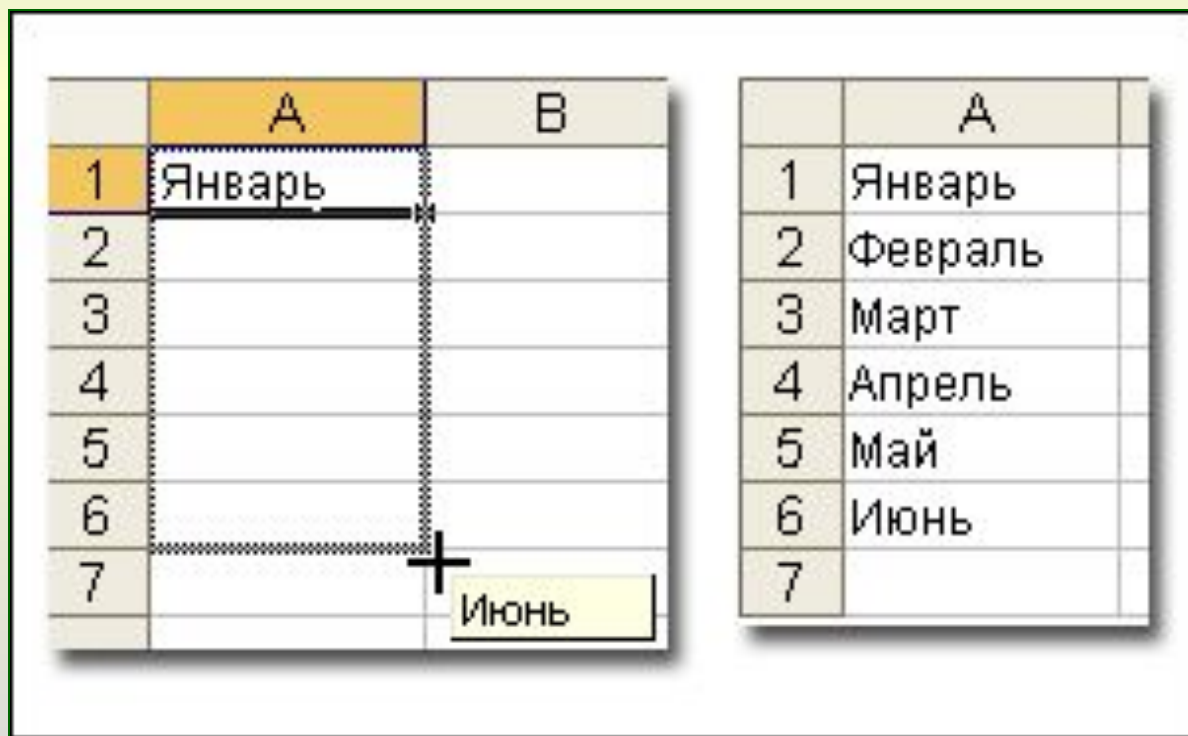 A B
1 Январь
2
3
4
5
6
7
Июнь
A
1 Январь
2 Февраль
3 Март
4 Апрель
5 Май
6 Июнь
7